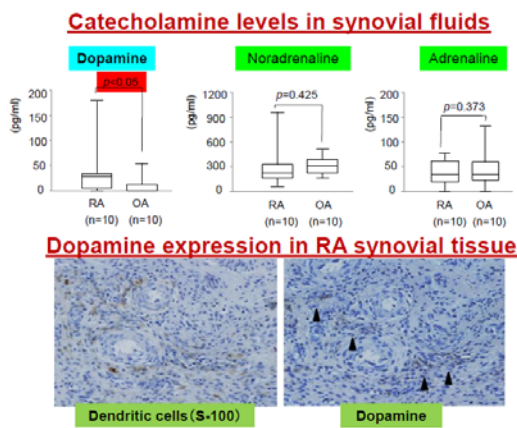 Catecholamine levels in synovial fluids
Dopamine
Noradrenaline
Adrenaline
p<0.05
p=0.425
p=0.373
(pg/ml)
200
150
100
50
0
RA
OA
(n=10)
(n=10)
(pg/ml)
1200
900
600
300
0
RA
OA
(n=10)
(n=10)
(pg/ml)
200
150
100
50
0
RA
OA
(n=10)
(n=10)
Dopamine expression in RA synovial tissue
Dendritic cells(S-100)
Dopamine